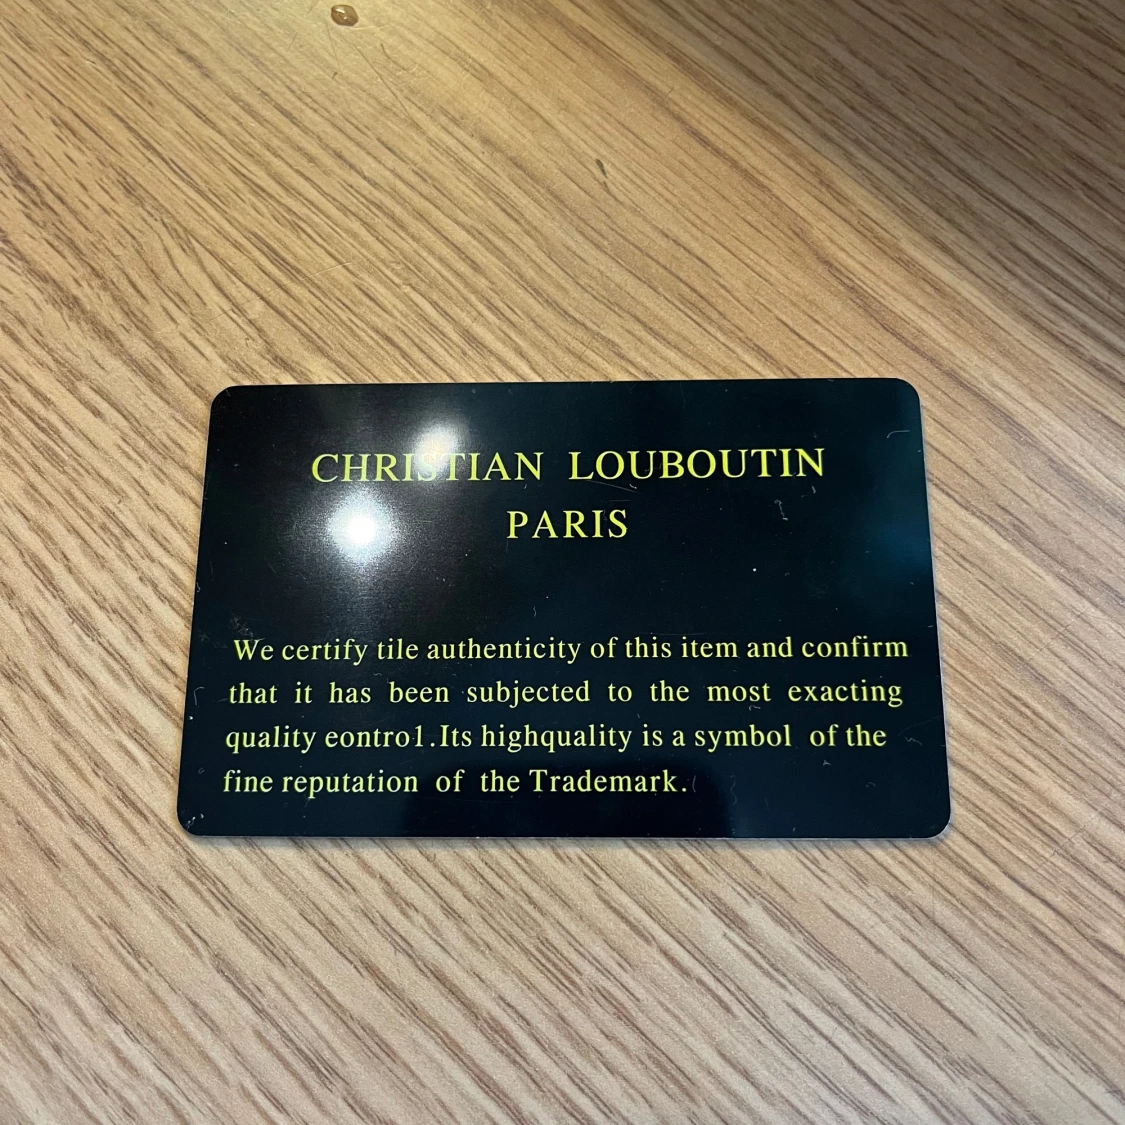 CHRISTIAN LOUBOUTIN
PARIS
We certify tile authenticity of this item and confirm
that it has been subjected to the most exacting
quality eontro1.Its highquality is a symbol of the
fine reputation of the Trademark.